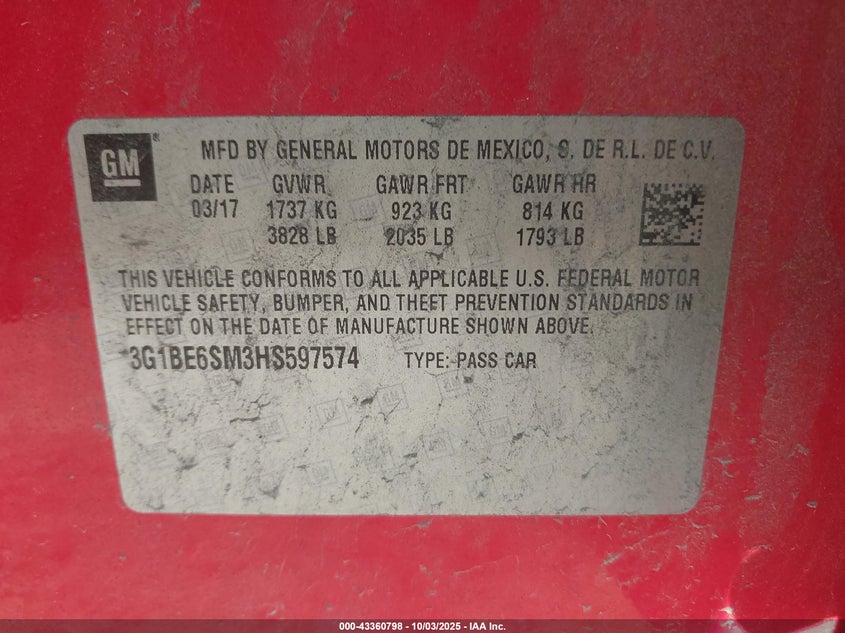 GM
MFD BY GENERAL MOTORS DE MEXICO, S. DE R.L. DE C.V.
DATE GVWR GAWR FRT GAWR RR
03/17 1737 KG 923 KG 814 KG
3828 LB 2035 LB 1793 LB
THIS VEHICLE CONFORMS TO ALL APPLICABLE U.S. FEDERAL MOTOR
VEHICLE SAFETY, BUMPER, AND THEFT PREVENTION STANDARDS IN
EFFECT ON THE DATE OF MANUFACTURE SHOWN ABOVE.
3G1BE6SM3HS597574 TYPE: PASS CAR
000-43360798 - 10/03/2025 - IAA Inc.